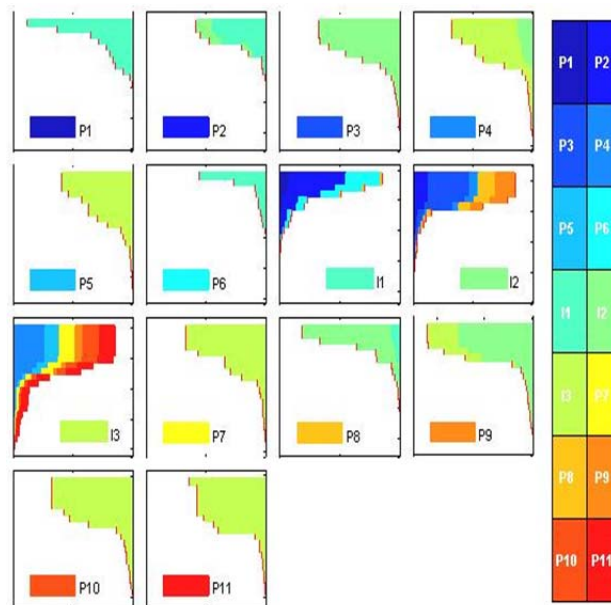 P1 P2 P3 P4
P5 P6 I1 I2
I3 P7 P8 P9
P10 P11
P1 P2
P3 P4
P5 P6
I1 I2
I3 P7
P8 P9
P10 P11